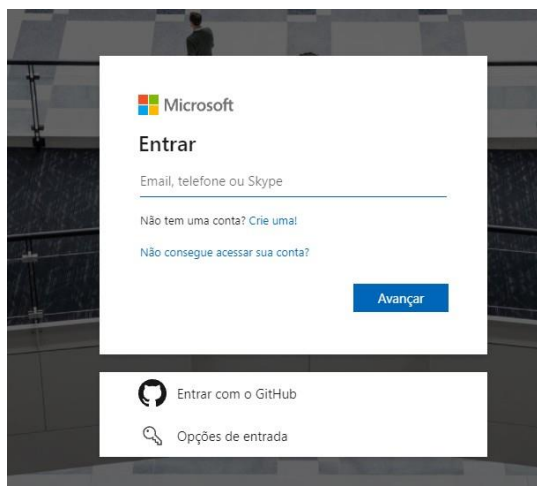 Microsoft
Entrar
Email, telefone ou Skype
Não tem uma conta? Crie uma!
Não consegue acessar sua conta?
Avançar
Entrar com o GitHub
Opções de entrada